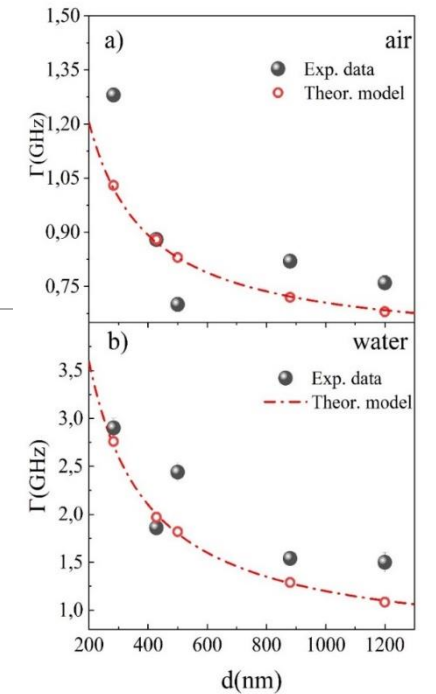 1,50
a)
air
1,35
Exp. data
Theor. model
1,20
Γ(GHz)
1,05
0,90
0,75
b)
water
3,5
Exp. data
Theor. model
3,0
2,5
Γ(GHz)
2,0
1,5
1,0
200 400 600 800 1000 1200
d(nm)